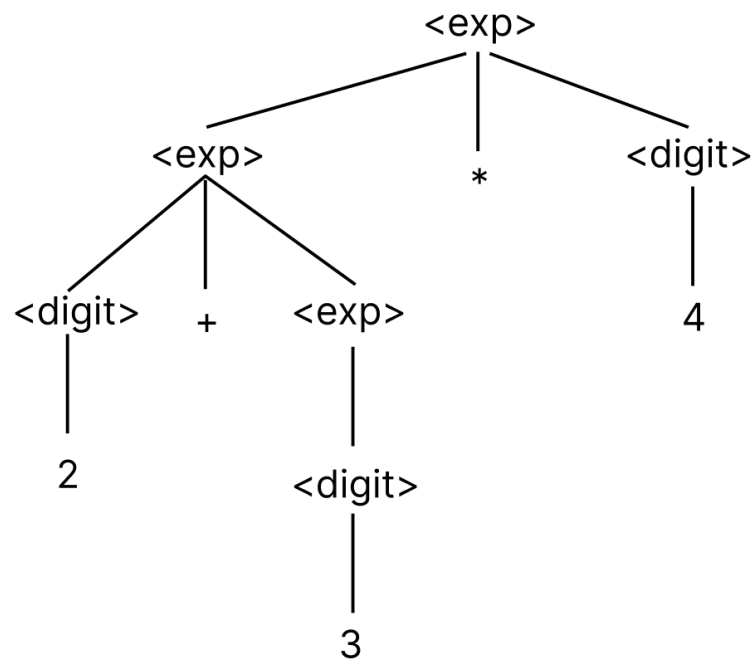 <exp>
<exp> * <digit>
<digit> + <exp> 4
2 <digit>
3